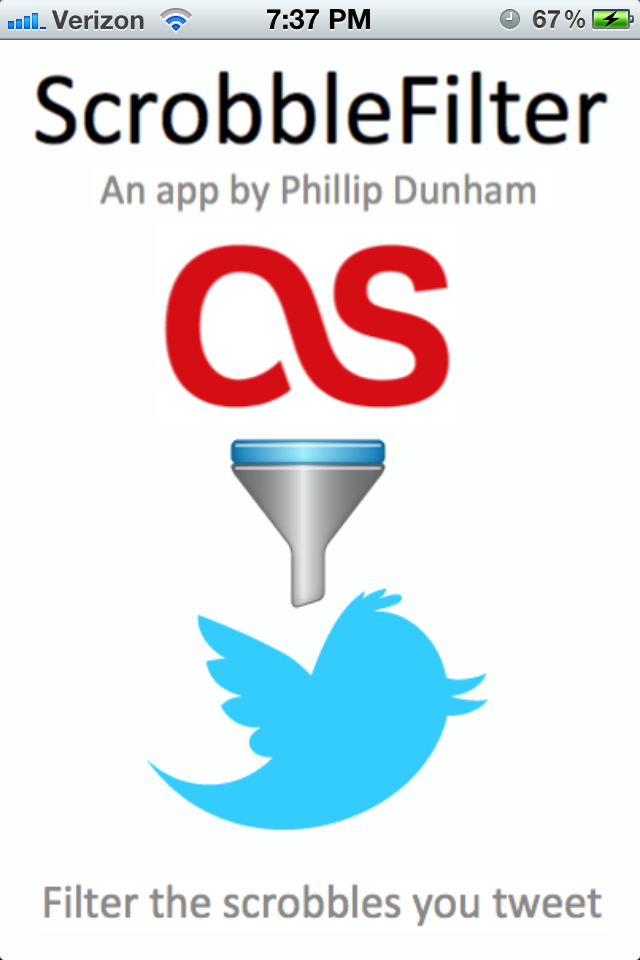 Verizon 7:37 PM 67%
ScrobbleFilter
An app by Phillip Dunham
as
Filter the scrobbles you tweet